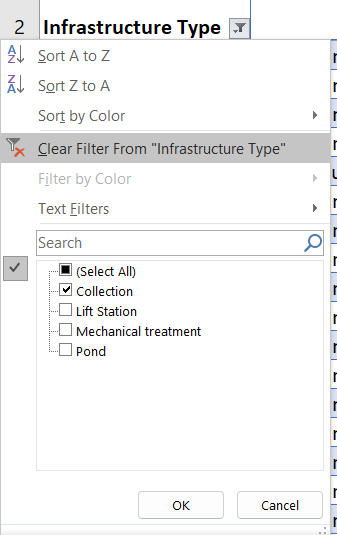 2 Infrastructure Type
Sort A to Z
Sort Z to A
Sort by Color
Clear Filter From "Infrastructure Type"
Filter by Color
Text Filters
Search
(Select All)
Collection
Lift Station
Mechanical treatment
Pond
OK Cancel